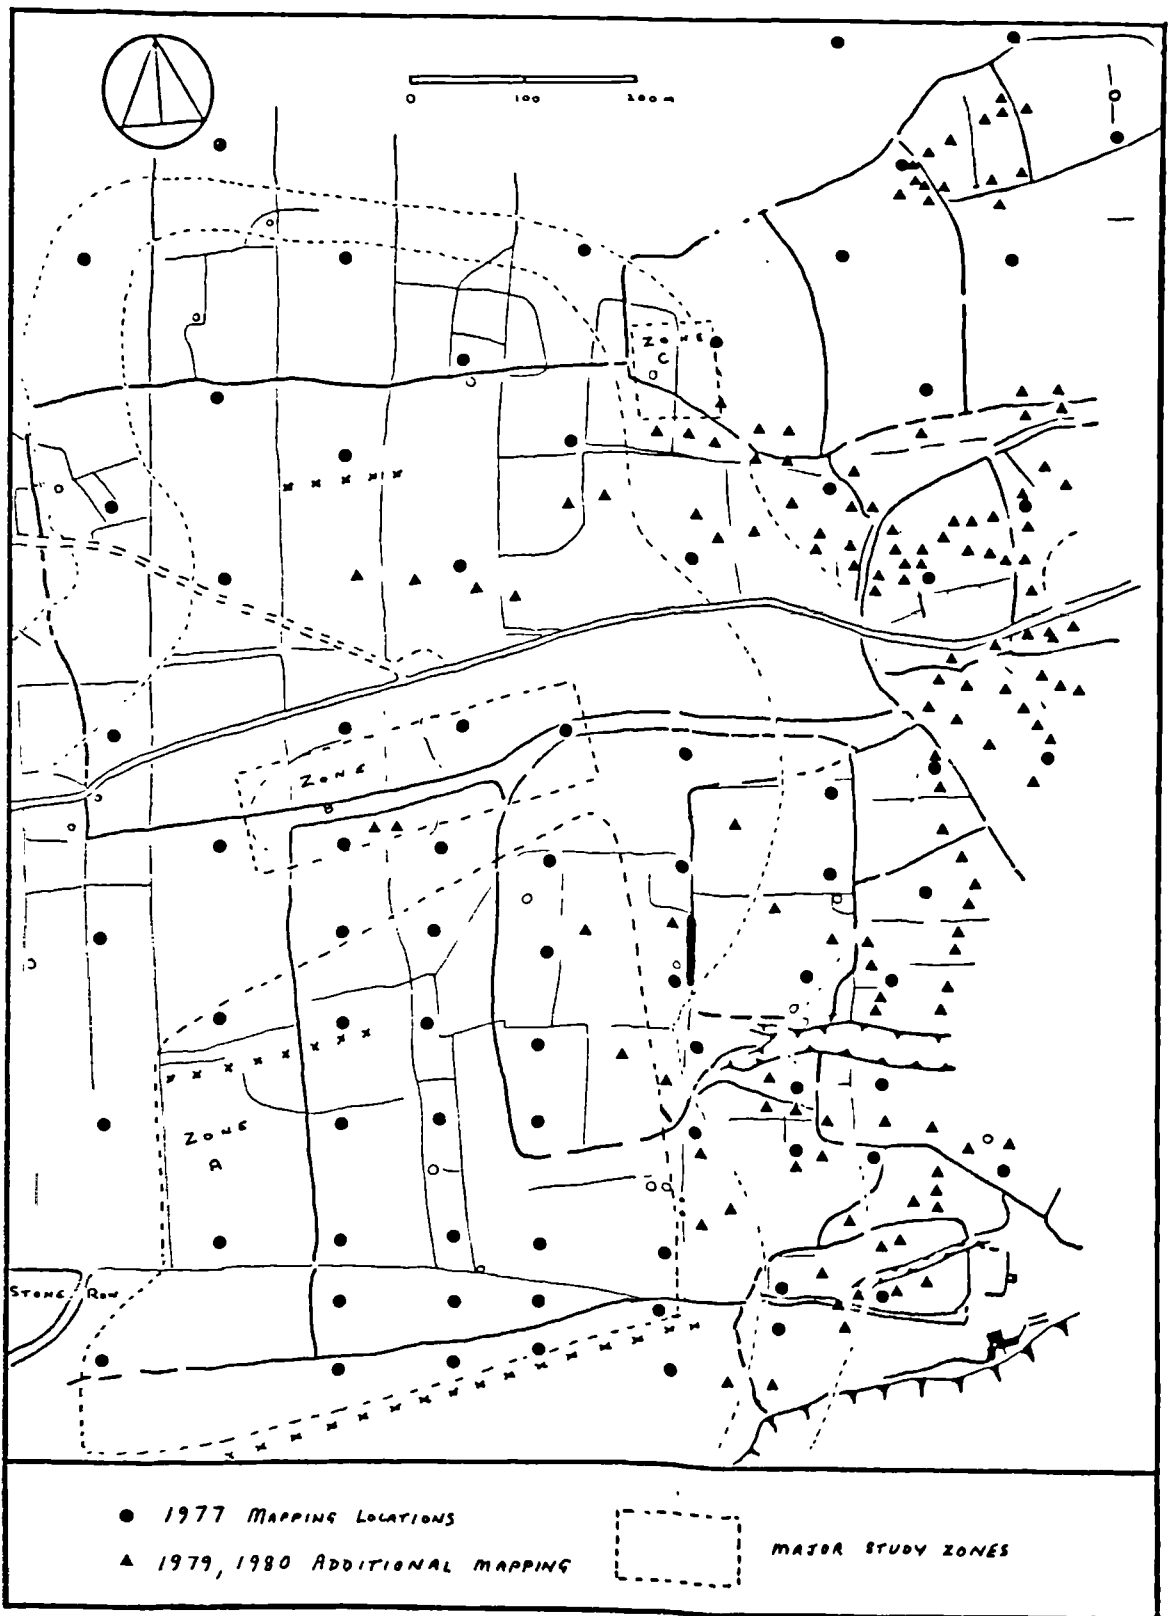 0 100 200 m
ZONE
C
ZONE
B
ZONE
A
STONE ROW
1977 MAPPING LOCATIONS
1979, 1980 ADDITIONAL MAPPING
MAJOR STUDY ZONES